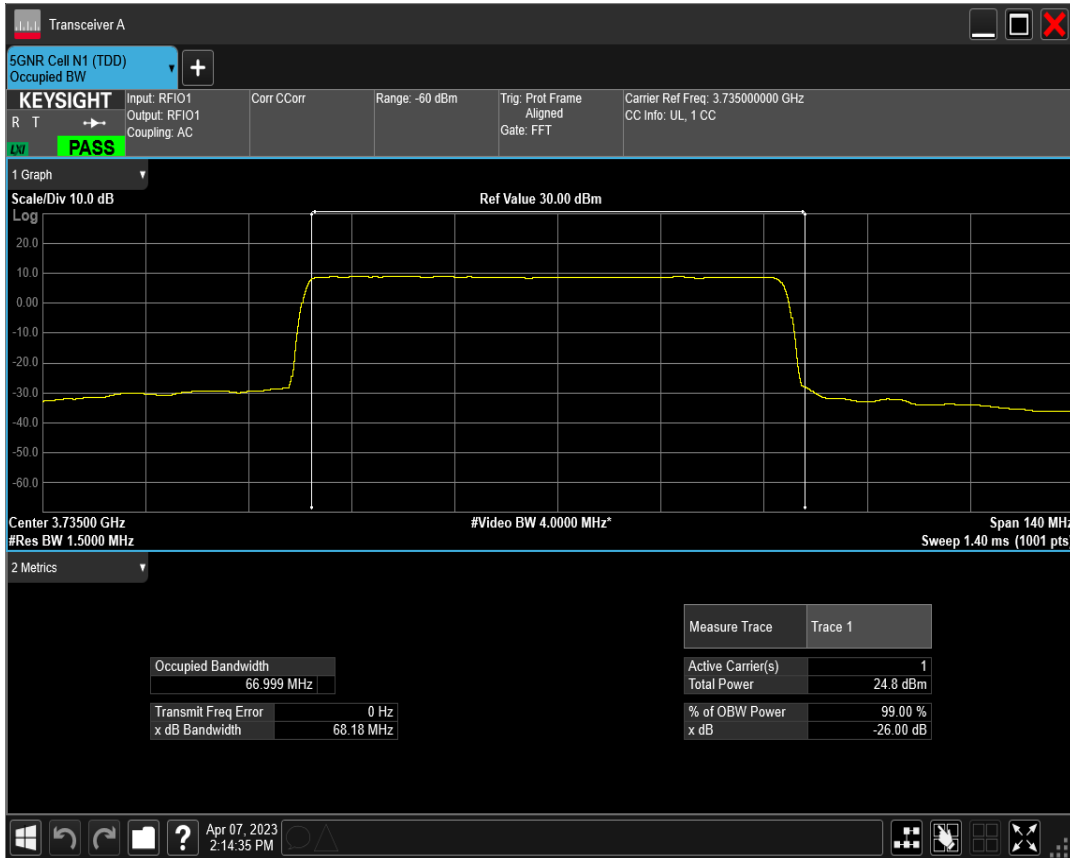 Transceiver A
5GNR Cell N1 (TDD)
Occupied BW
KEYSIGHT
R T
LXI
PASS
Input: RFIO1
Output: RFIO1
Coupling: AC
Corr CCorr
Range: -60 dBm
Trig: Prot Frame
Aligned
Gate: FFT
Carrier Ref Freq: 3.735000000 GHz
CC Info: UL, 1 CC
1 Graph
Scale/Div 10.0 dB
Ref Value 30.00 dBm
Log
20.0
10.0
0.00
-10.0
-20.0
-30.0
-40.0
-50.0
-60.0
Center 3.73500 GHz
#Video BW 4.0000 MHz*
Span 140 MHz
#Res BW 1.5000 MHz
Sweep 1.40 ms (1001 pts)
2 Metrics
Measure Trace Trace 1
Occupied Bandwidth
66.999 MHz
Transmit Freq Error 0 Hz
x dB Bandwidth 68.18 MHz
Active Carrier(s) 1
Total Power 24.8 dBm
% of OBW Power 99.00 %
x dB -26.00 dB
Apr 07, 2023
2:14:35 PM